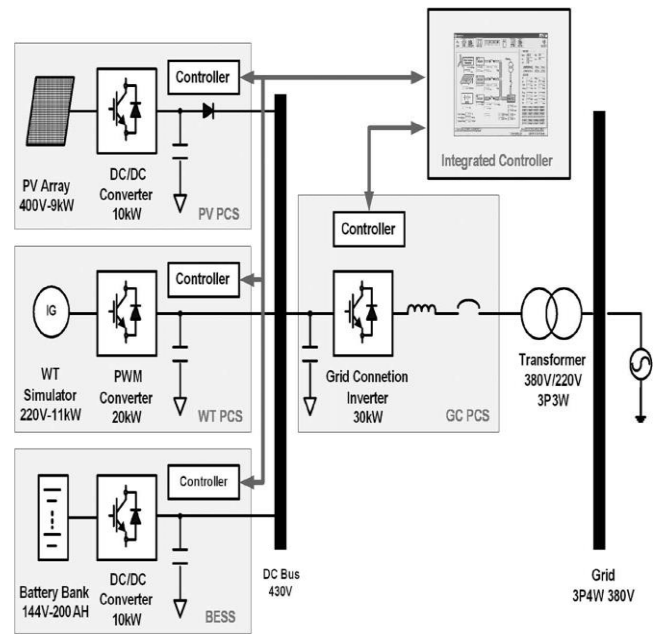 Controller
PV Array
400V-9kW
DC/DC
Converter
10kW
PV PCS
Integrated Controller
Controller
IG
WT
Simulator
220V-11kW
PWM
Converter
20kW
WT PCS
Controller
Grid Connetion
Inverter
30kW
GC PCS
Transformer
380V/220V
3P3W
Controller
Battery Bank
144V-200AH
DC/DC
Converter
10kW
BESS
DC Bus
430V
Grid
3P4W 380V